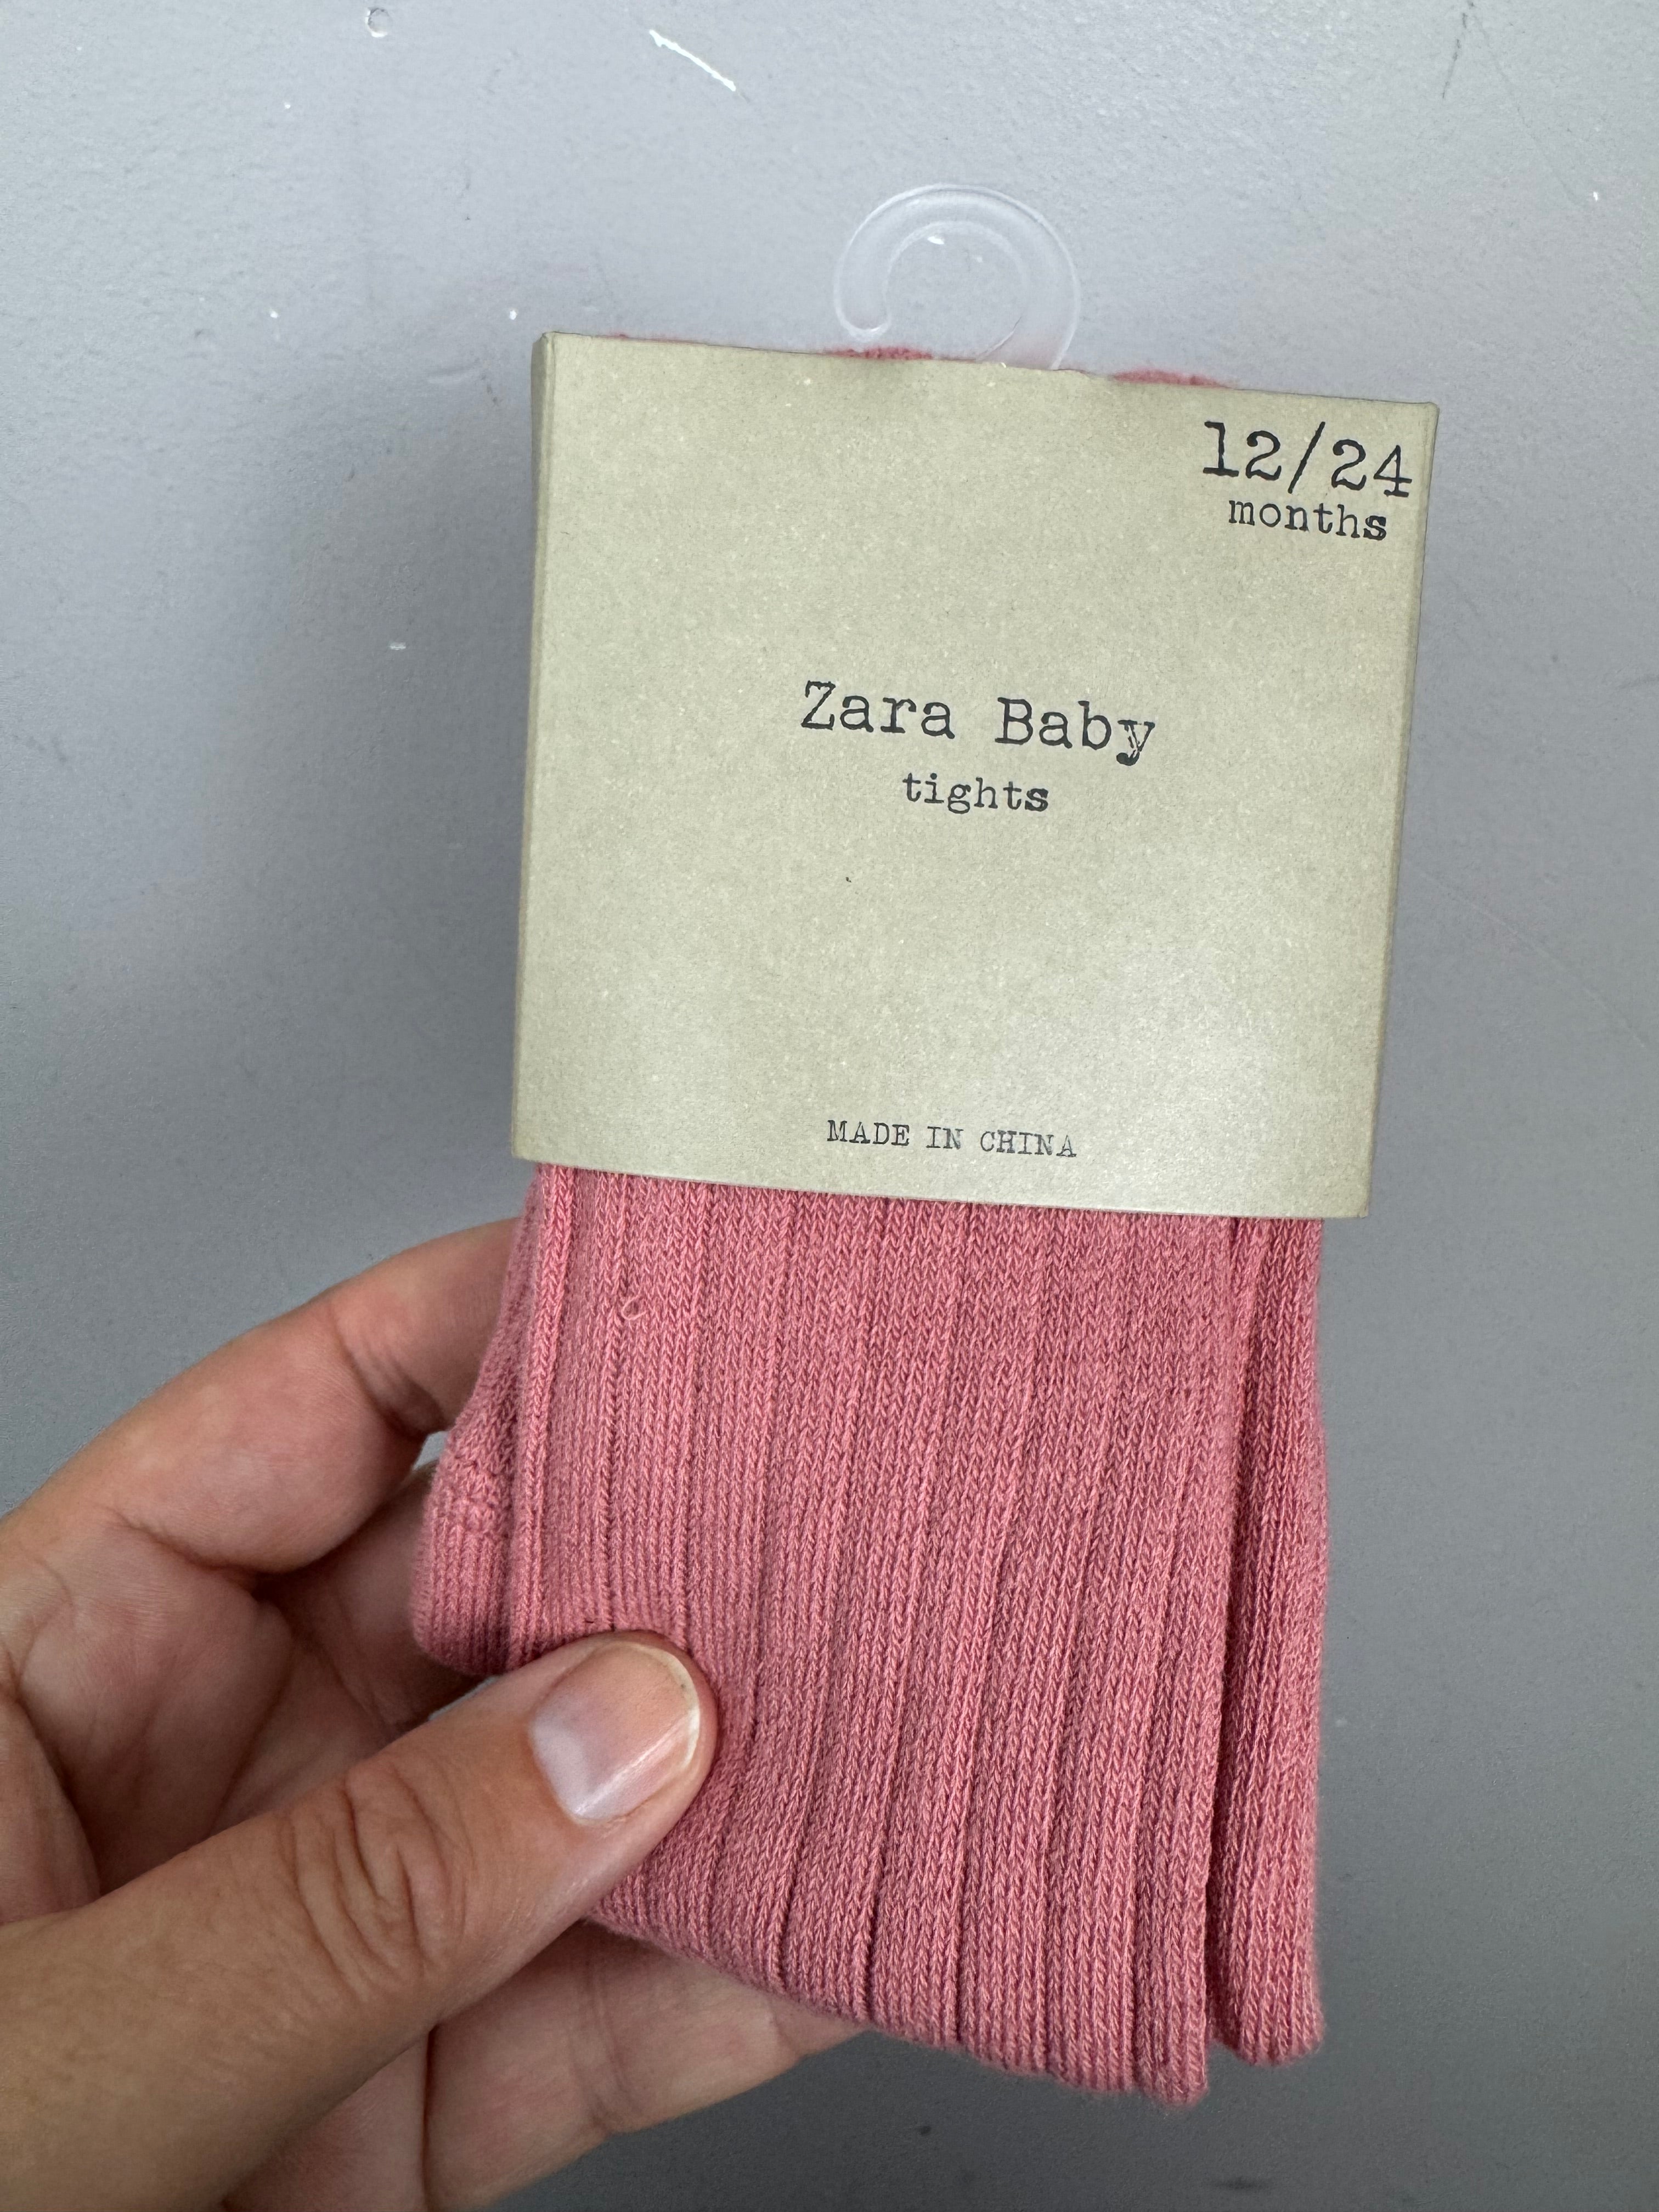 12/24
months
Zara Baby
tights
MADE IN CHINA